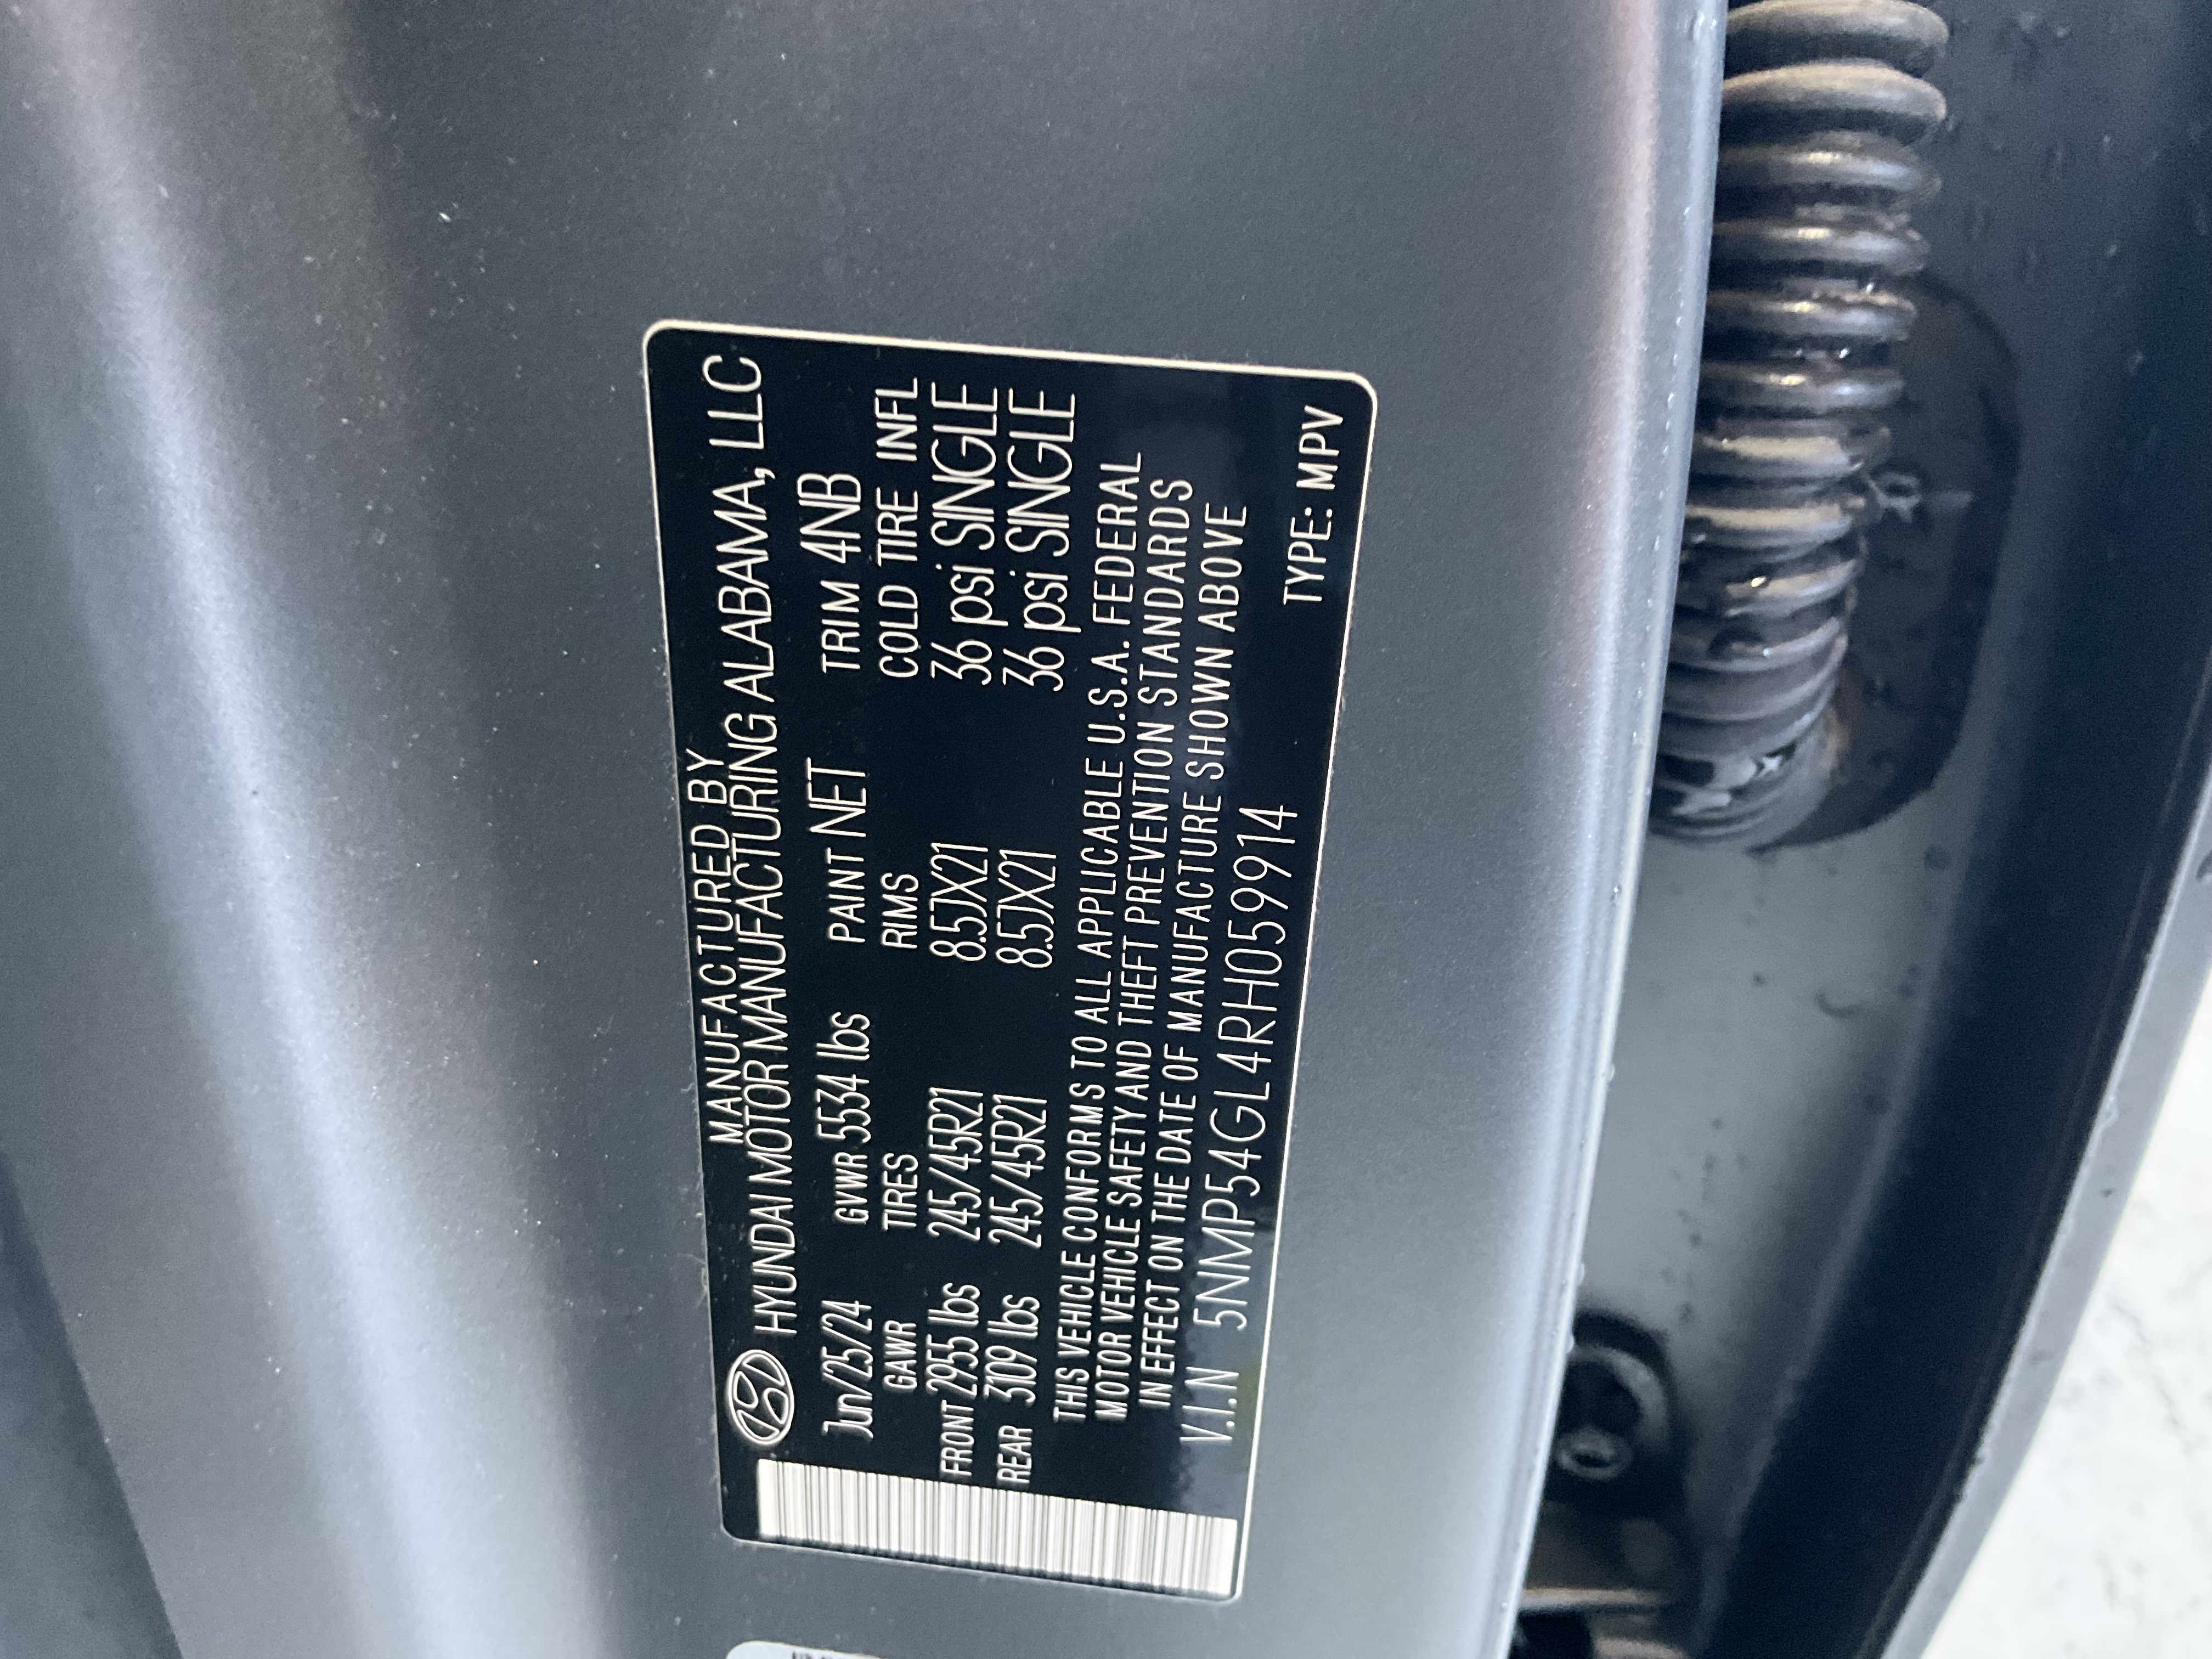 MANUFACTURED BY
HYUNDAI MOTOR MANUFACTURING ALABAMA, LLC
Jun/25/24 GVWR 5534 lbs PAINT NET TRIM 4NB
GAWR TIRES RIMS COLD TIRE INFL
FRONT 2955 lbs 245/45R21 8.5JX21 36 psi SINGLE
REAR 3109 lbs 245/45R21 8.5JX21 36 psi SINGLE
THIS VEHICLE CONFORMS TO ALL APPLICABLE U.S.A. FEDERAL
MOTOR VEHICLE SAFETY AND THEFT PREVENTION STANDARDS
IN EFFECT ON THE DATE OF MANUFACTURE SHOWN ABOVE
V.I.N 5NMP54GL4RH059914 TYPE: MPV